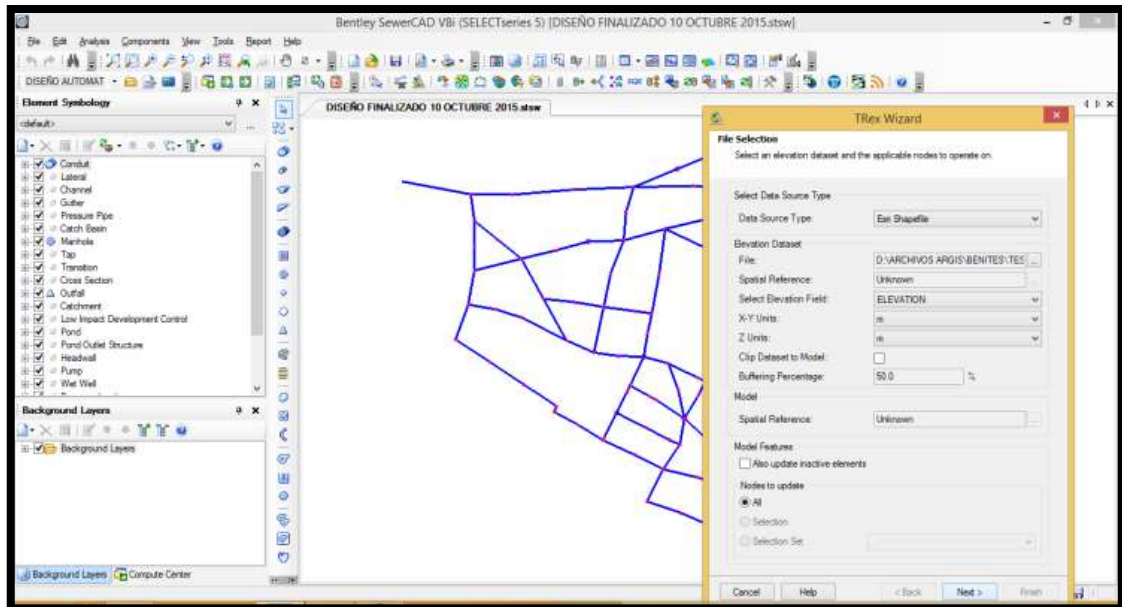 Bentley SewerCAD V8i (SELECTseries 5) [DISEÑO FINALIZADO 10 OCTUBRE 2015.stsw]
File Edit Analysis Components View Tools Report Help
DISEÑO AUTOMAT
Element Symbology
<default>
Conduit
Lateral
Channel
Gutter
Pressure Pipe
Catch Basin
Manhole
Tap
Transition
Cross Section
Outfall
Catchment
Low Impact Development Control
Pond
Pond Outlet Structure
Headwall
Pump
Wet Well
Background Layers
Background Layers
Background Layers
Compute Center
DISEÑO FINALIZADO 10 OCTUBRE 2015.stsw
TRex Wizard
File Selection
Select an elevation dataset and the applicable nodes to operate on.
Select Data Source Type
Data Source Type: Esri Shapefile
Elevation Dataset
File: D:\ARCHIVOS ARGIS\BENITES\TES ...
Spatial Reference: Unknown
Select Elevation Field: ELEVATION
X-Y Units: m
Z Units: m
Clip Dataset to Model:
Buffering Percentage: 50.0 %
Model
Spatial Reference: Unknown
Model Features
Also update inactive elements
Nodes to update
All
Selection
Selection Set:
Cancel Help < Back Next > Finish